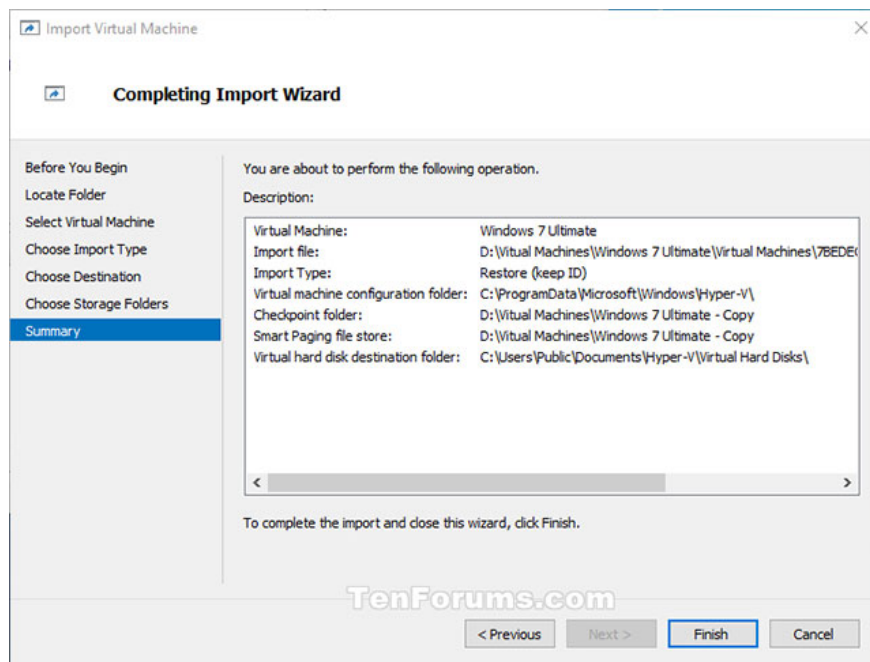 Import Virtual Machine
Completing Import Wizard
Before You Begin
Locate Folder
Select Virtual Machine
Choose Import Type
Choose Destination
Choose Storage Folders
Summary
You are about to perform the following operation.
Description:
Virtual Machine: Windows 7 Ultimate
Import file: D:\Vitual Machines\Windows 7 Ultimate\Virtual Machines\7BEDE
Import Type: Restore (keep ID)
Virtual machine configuration folder: C:\ProgramData\Microsoft\Windows\Hyper-V\
Checkpoint folder: D:\Vitual Machines\Windows 7 Ultimate - Copy
Smart Paging file store: D:\Vitual Machines\Windows 7 Ultimate - Copy
Virtual hard disk destination folder: C:\Users\Public\Documents\Hyper-V\Virtual Hard Disks\
To complete the import and close this wizard, click Finish.
TenForums.com
< Previous Next > Finish Cancel